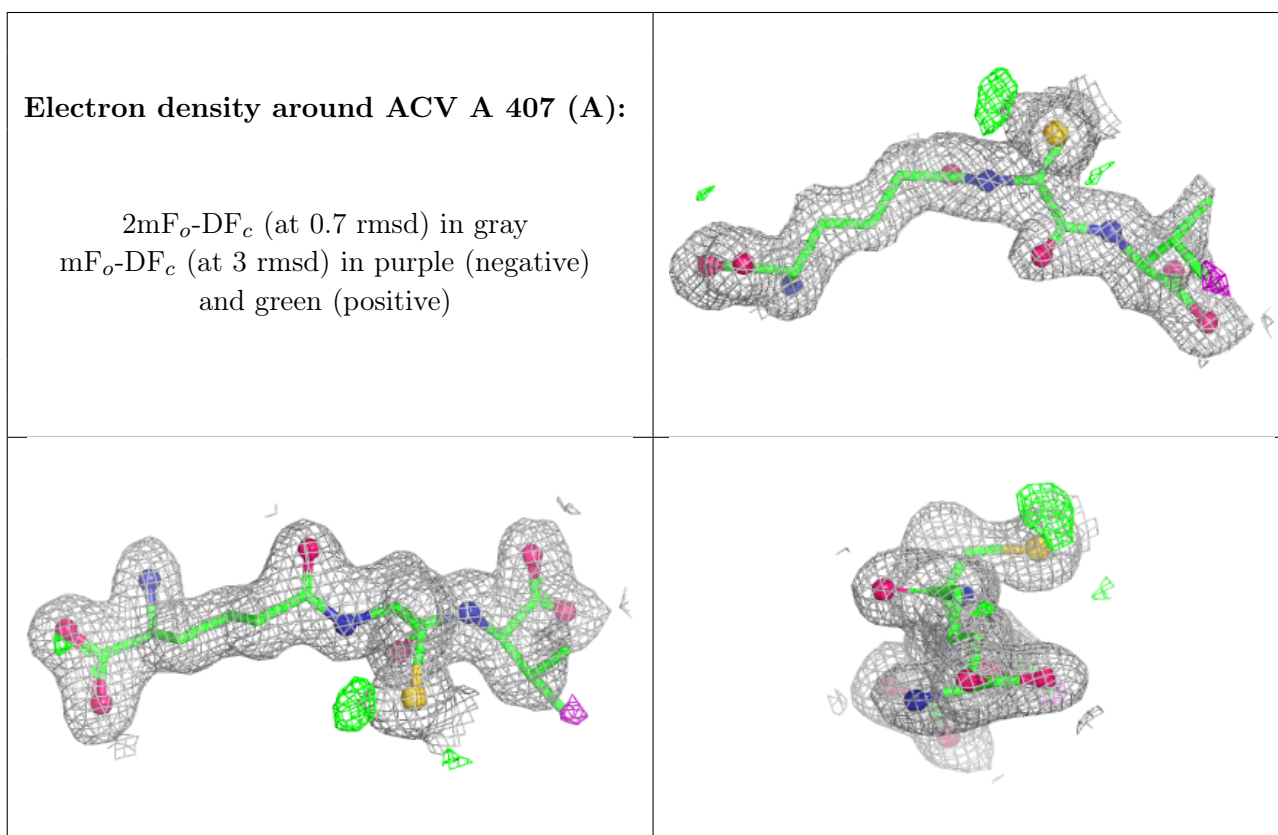 Electron density around ACV A 407 (A):
2mFo-DFc (at 0.7 rmsd) in gray
mFo-DFc (at 3 rmsd) in purple (negative)
and green (positive)